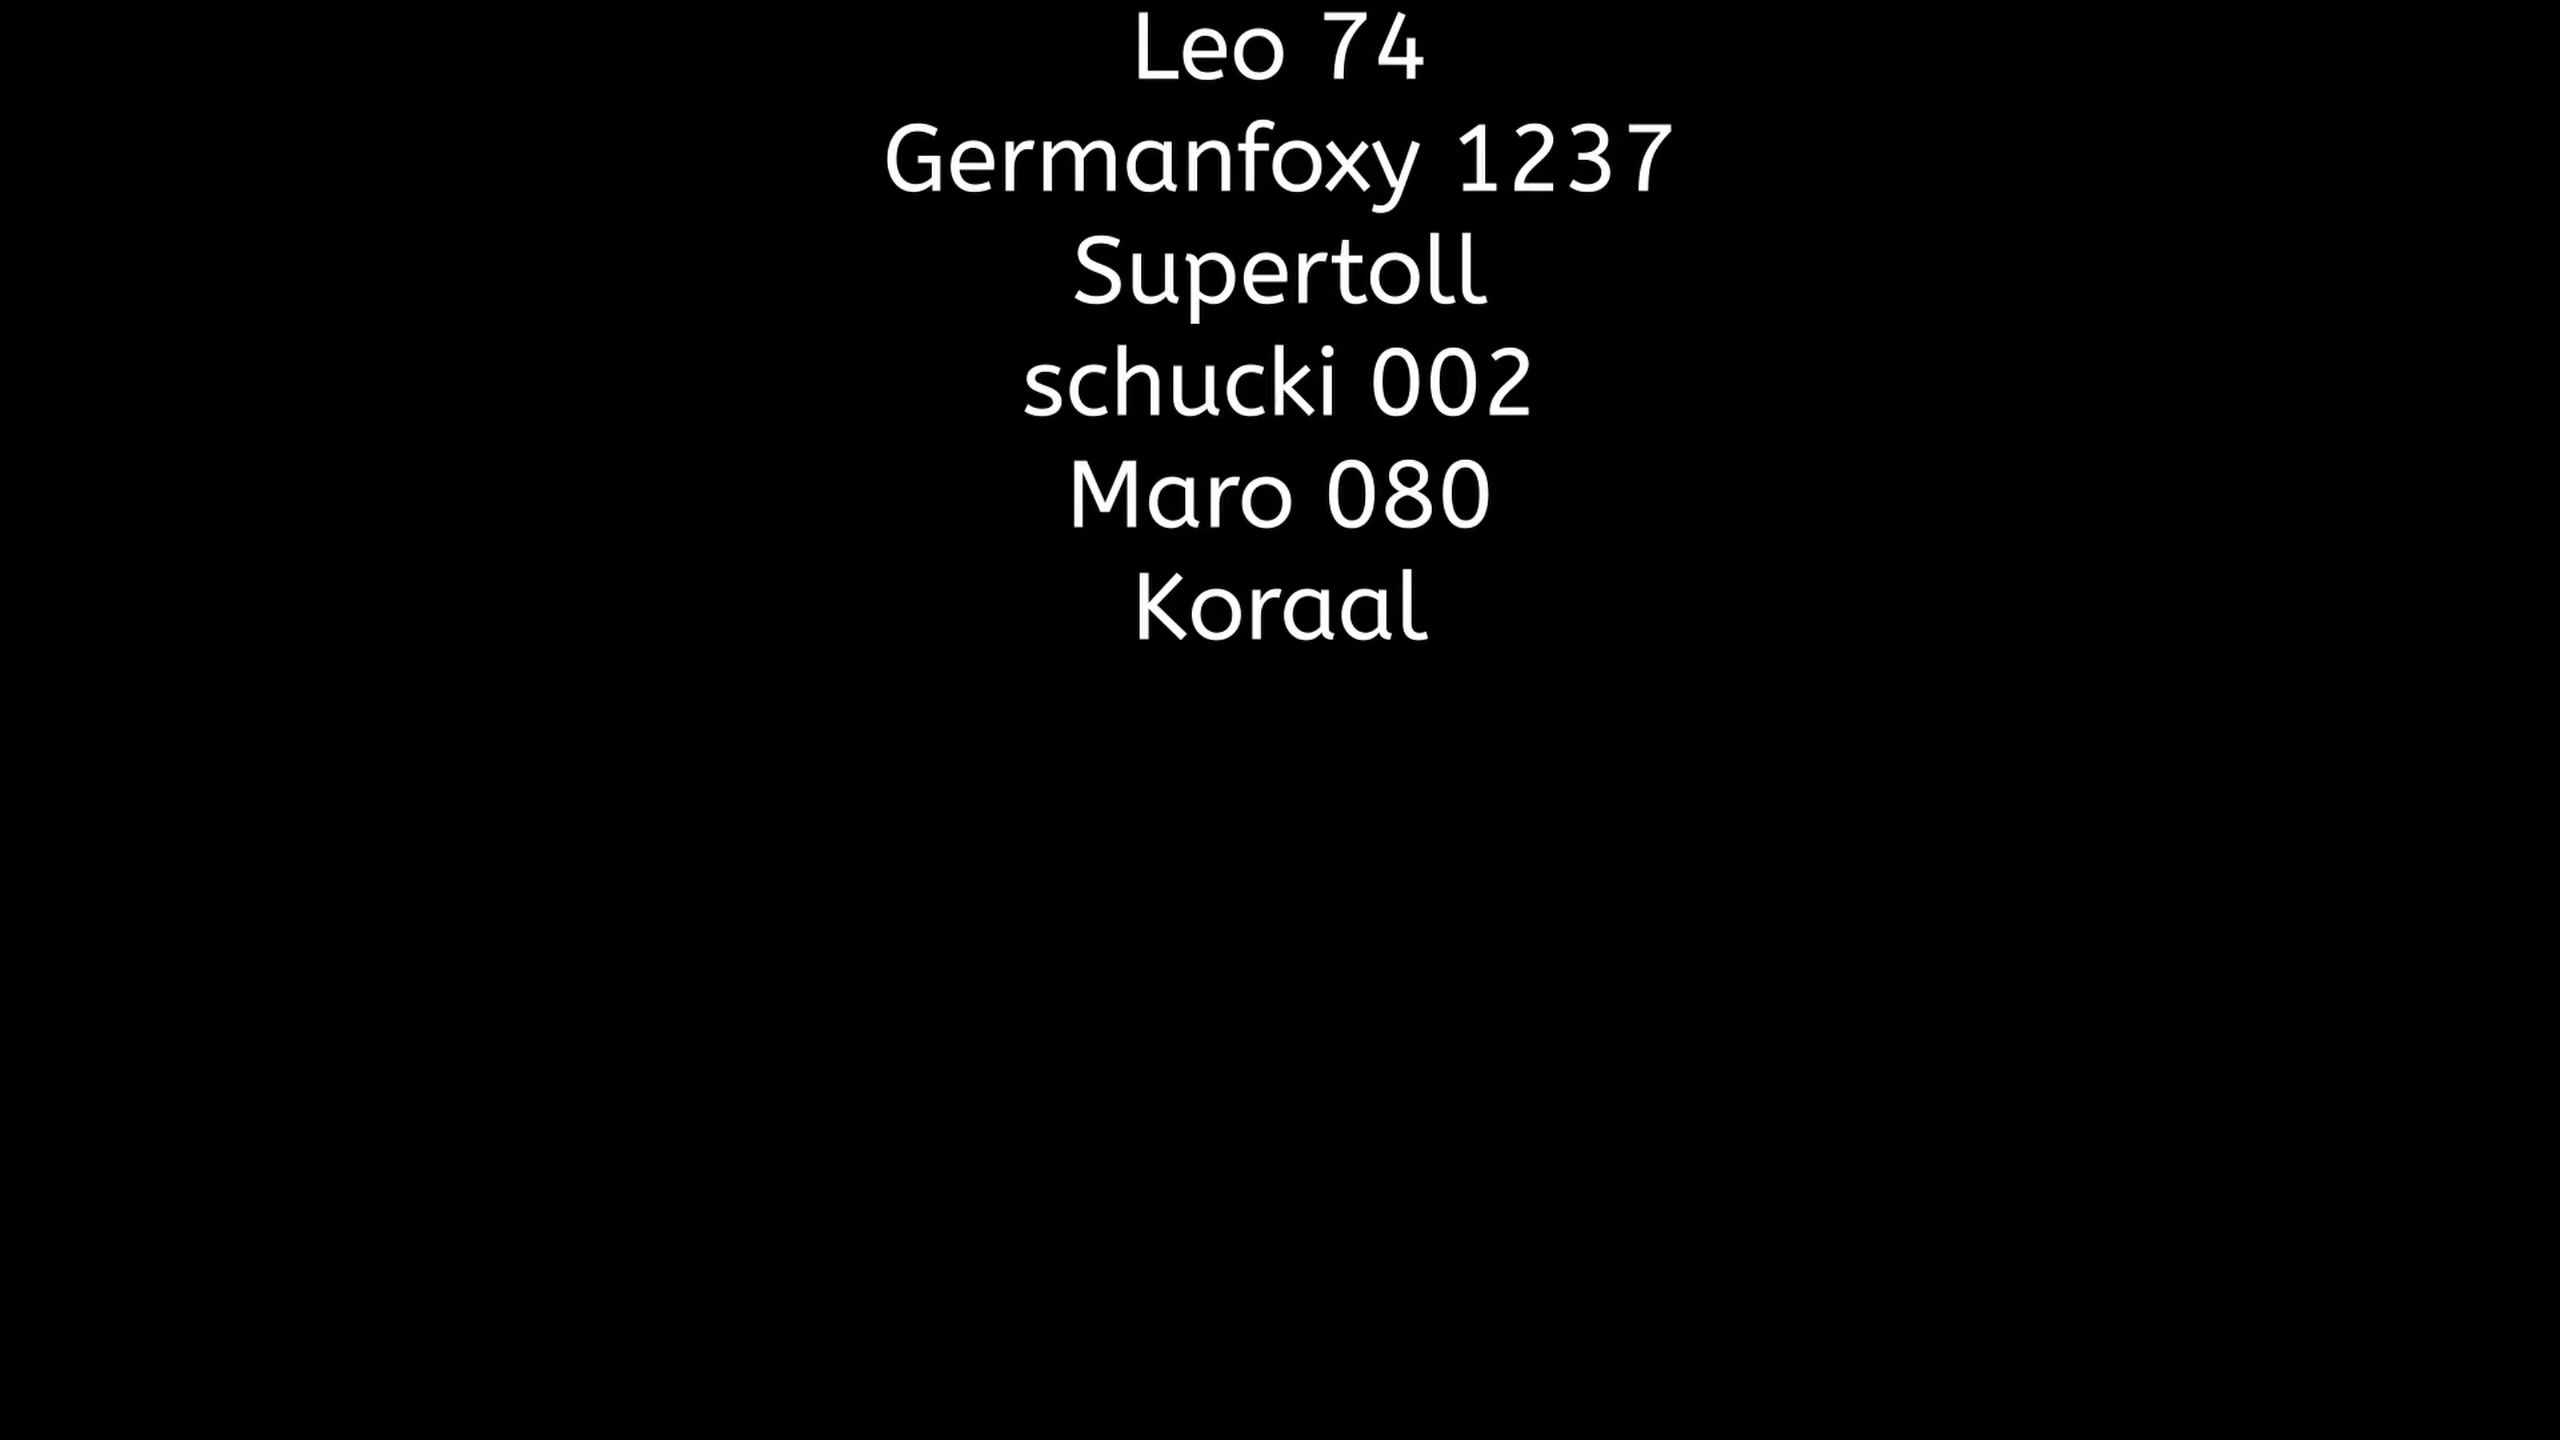 Leo 74
Germanfoxy 1237
Supertoll
schucki 002
Maro 080
Koraal